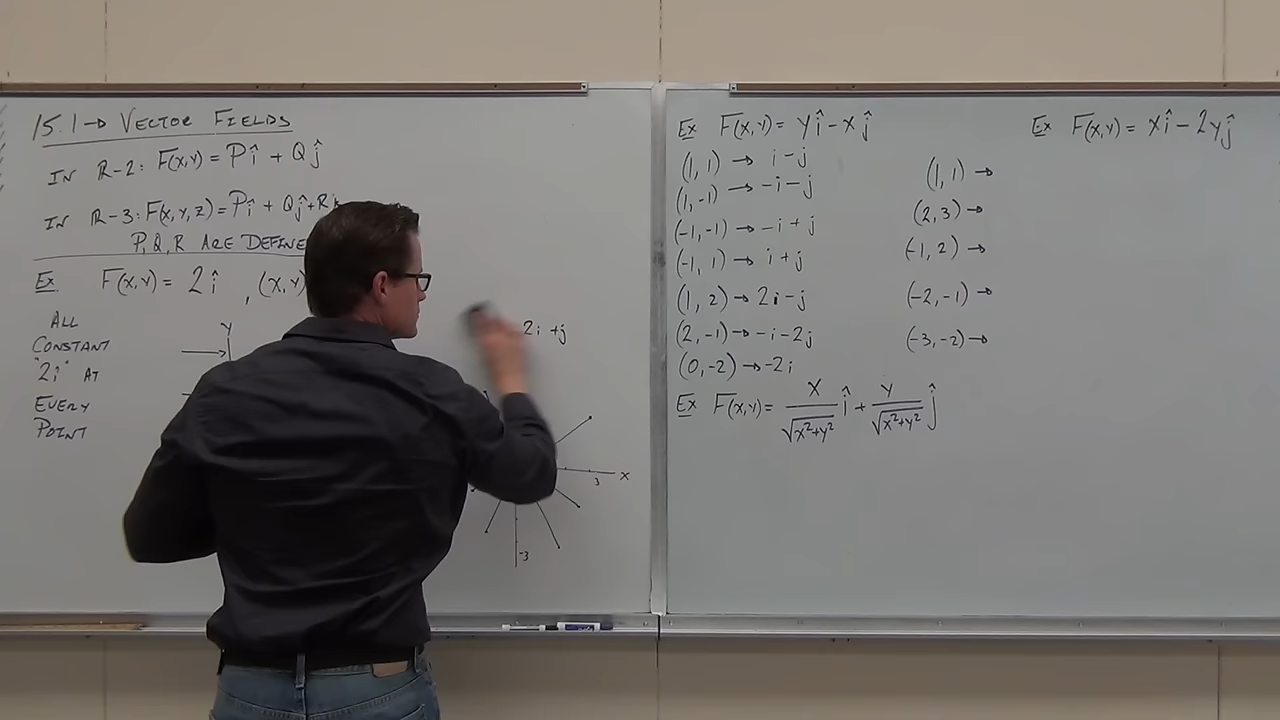 15.1→ VECTOR FIELDS
IN R-2: F(x,y) = Pî + Qĵ
IN R-3: F(x,y,z) = Pî + Qĵ + R
P, Q, R ARE DEFINE
Ex F(x,y) = 2î , (x,y)
ALL
CONSTANT
"2i" AT
EVERY
POINT
Y
2i + j
X
3
-3
Ex F(x,y) = yî - xĵ
(1, 1) → i - j
(1, -1) → -i - j
(-1, -1) → -i + j
(-1, 1) → i + j
(1, 2) → 2i - j
(2, -1) → -i - 2j
(0, -2) → -2i
Ex F(x,y) = x/√(x²+y²) î + y/√(x²+y²) ĵ
Ex F(x,y) = xî - 2yĵ
(1, 1) →
(2, 3) →
(-1, 2) →
(-2, -1) →
(-3, -2) →